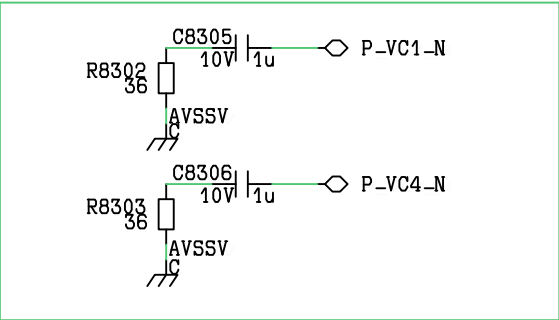 C8305
P_VC1_N
10V 1u
R8302
36
AVSSV
C
C8306
P_VC4_N
10V 1u
R8303
36
AVSSV
C